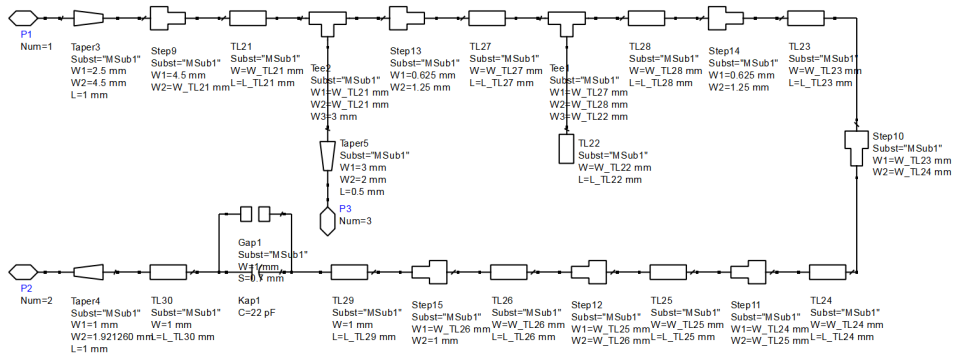 P1
Num=1
Taper3
Subst="MSub1"
W1=2.5 mm
W2=4.5 mm
L=1 mm
Step9
Subst="MSub1"
W1=4.5 mm
W2=W_TL21 mm
TL21
Subst="MSub1"
W=W_TL21 mm
L=L_TL21 mm
Tee2
Subst="MSub1"
W1=W_TL21 mm
W2=W_TL21 mm
W3=3 mm
Step13
Subst="MSub1"
W1=0.625 mm
W2=1.25 mm
TL27
Subst="MSub1"
W=W_TL27 mm
L=L_TL27 mm
Tee1
Subst="MSub1"
W1=W_TL27 mm
W2=W_TL28 mm
W3=W_TL22 mm
TL28
Subst="MSub1"
W=W_TL28 mm
L=L_TL28 mm
Step14
Subst="MSub1"
W1=0.625 mm
W2=1.25 mm
TL23
Subst="MSub1"
W=W_TL23 mm
L=L_TL23 mm
Taper5
Subst="MSub1"
W1=3 mm
W2=2 mm
L=0.5 mm
TL22
Subst="MSub1"
W=W_TL22 mm
L=L_TL22 mm
Step10
Subst="MSub1"
W1=W_TL23 mm
W2=W_TL24 mm
P3
Num=3
P2
Num=2
Taper4
Subst="MSub1"
W1=1 mm
W2=1.921260 mm
L=1 mm
TL30
Subst="MSub1"
W=1 mm
L=L_TL30 mm
Gap1
Subst="MSub1"
W=1 mm
S=0.7 mm
Kap1
C=22 pF
TL29
Subst="MSub1"
W=1 mm
L=L_TL29 mm
Step15
Subst="MSub1"
W1=W_TL26 mm
W2=1 mm
TL26
Subst="MSub1"
W=W_TL26 mm
L=L_TL26 mm
Step12
Subst="MSub1"
W1=W_TL25 mm
W2=W_TL26 mm
TL25
Subst="MSub1"
W=W_TL25 mm
L=L_TL25 mm
Step11
Subst="MSub1"
W1=W_TL24 mm
W2=W_TL25 mm
TL24
Subst="MSub1"
W=W_TL24 mm
L=L_TL24 mm